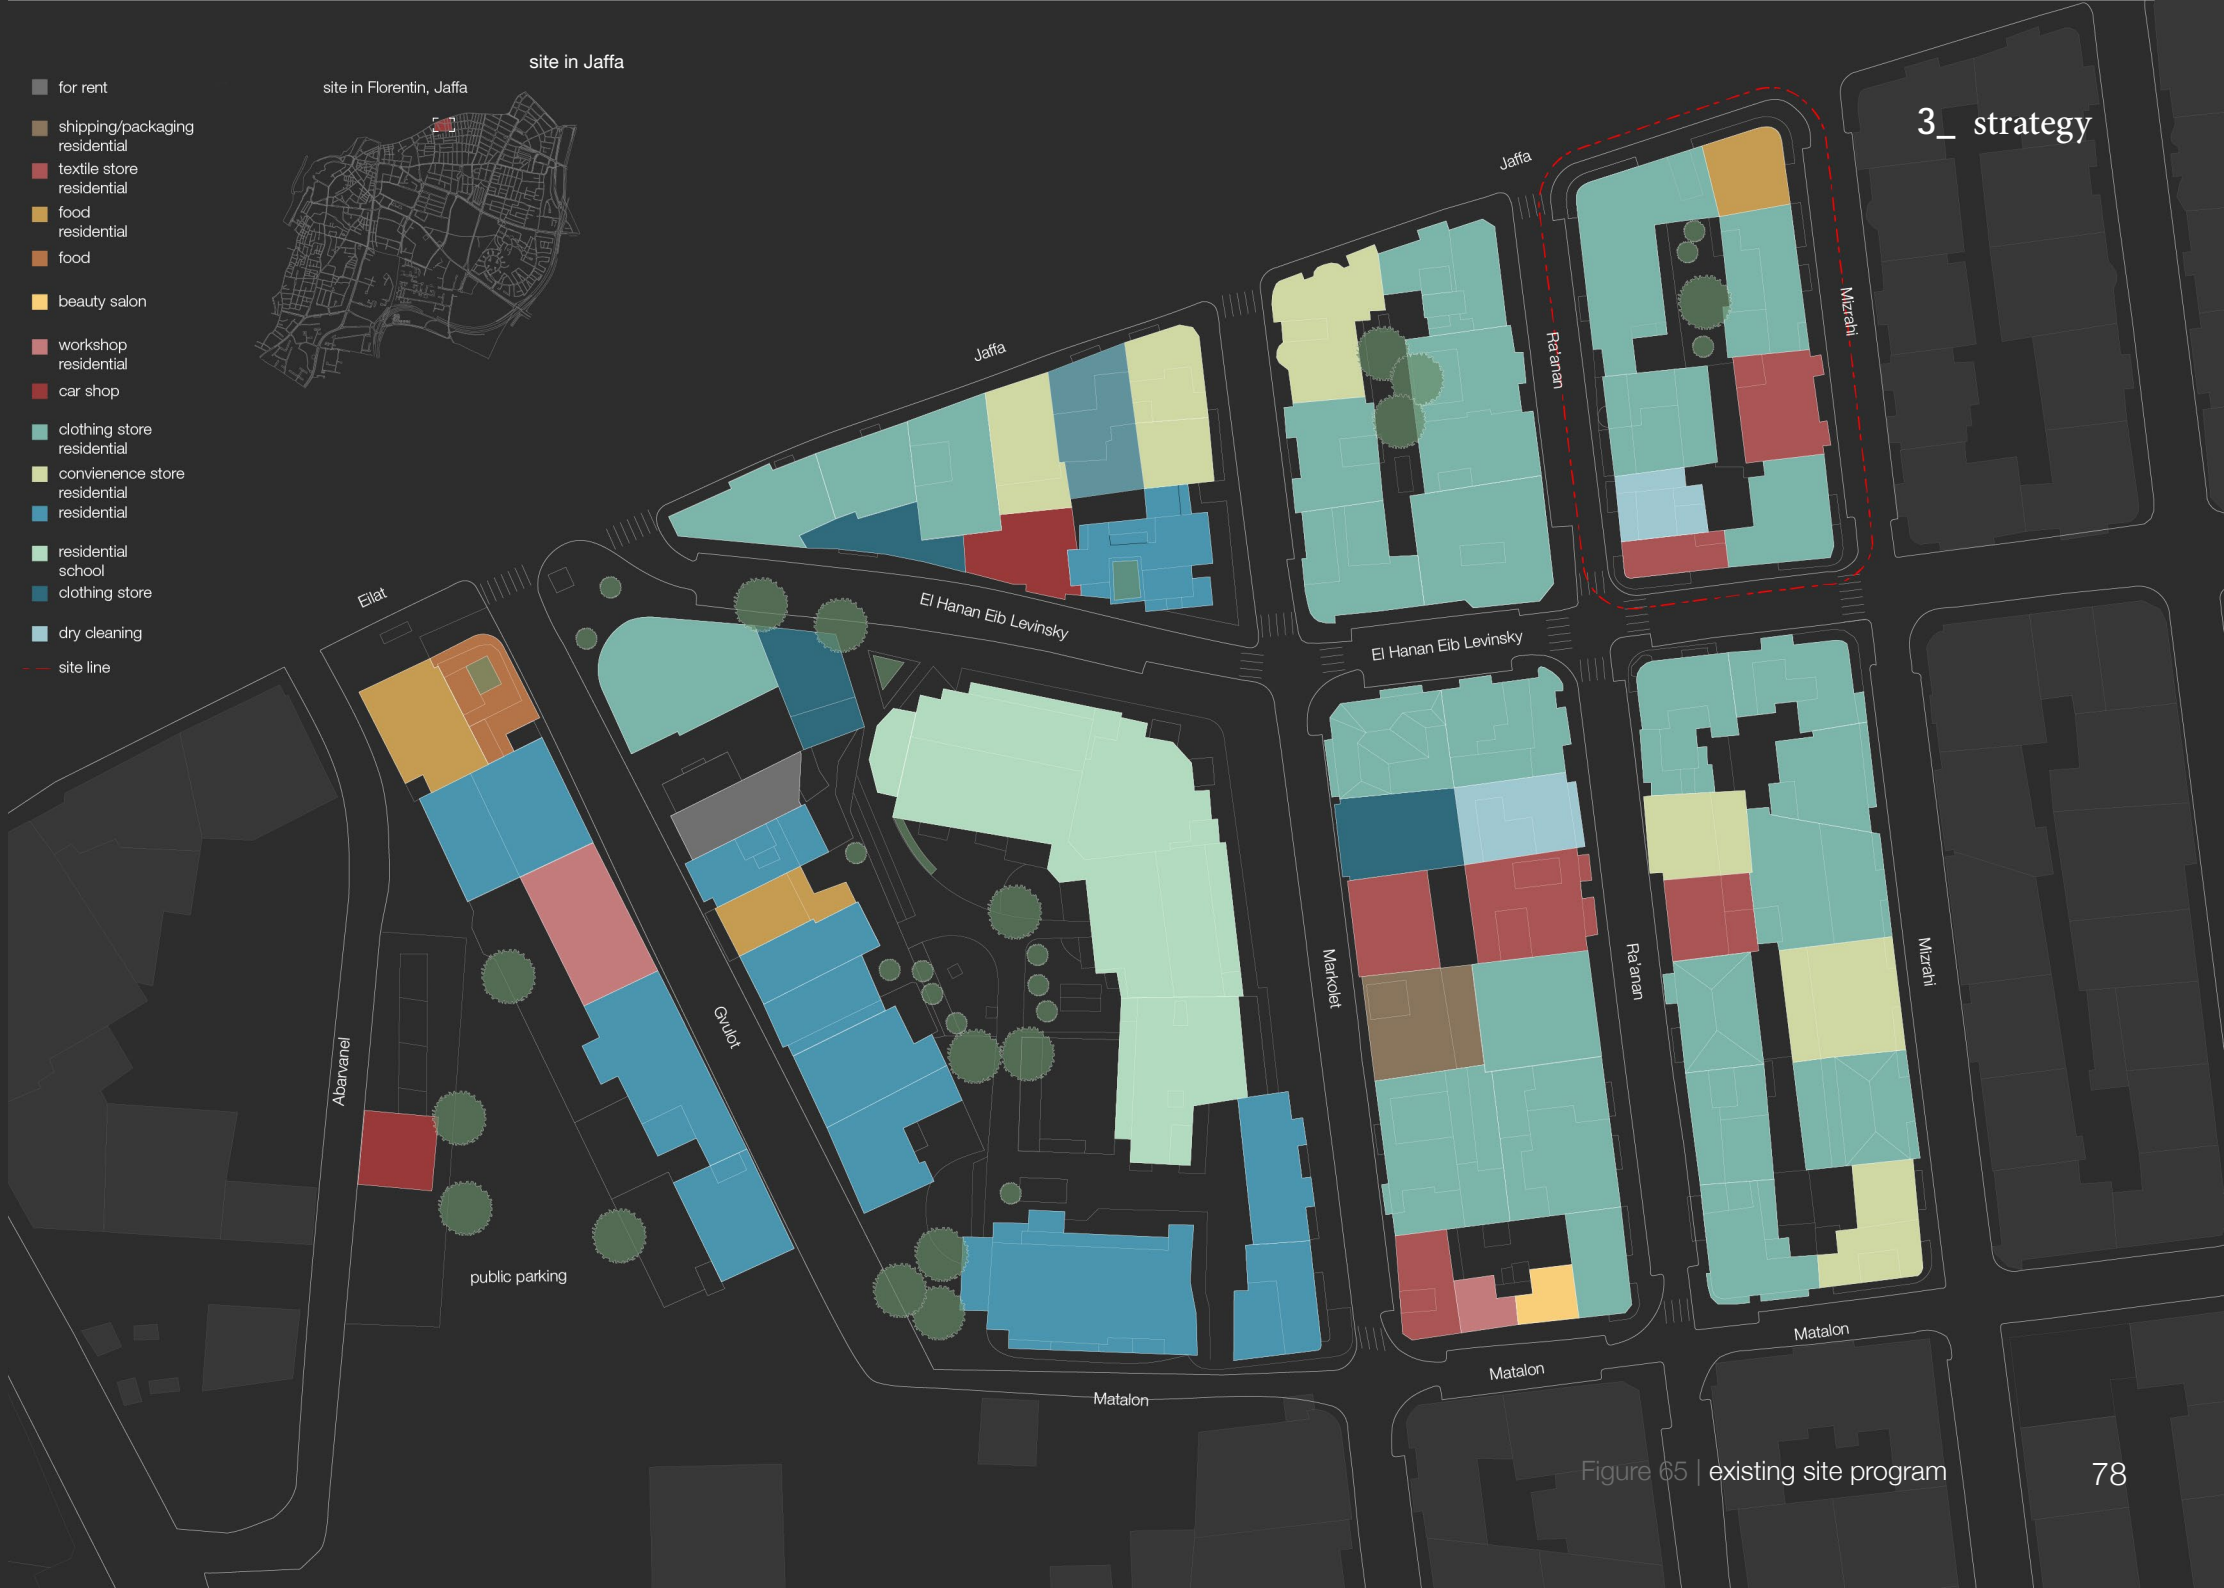 site in Jaffa
site in Florentin, Jaffa
for rent
shipping/packaging
residential
textile store
residential
food
residential
food
beauty salon
workshop
residential
car shop
clothing store
residential
convienence store
residential
residential
residential
school
clothing store
dry cleaning
site line
3_ strategy
Jaffa
Jaffa
Ra'anan
Mizrahi
Eilat
El Hanan Eib Levinsky
El Hanan Eib Levinsky
Abarvanel
Gvulot
Markolet
Ra'anan
Mizrahi
public parking
Matalon
Matalon
Matalon
Figure 65 | existing site program
78